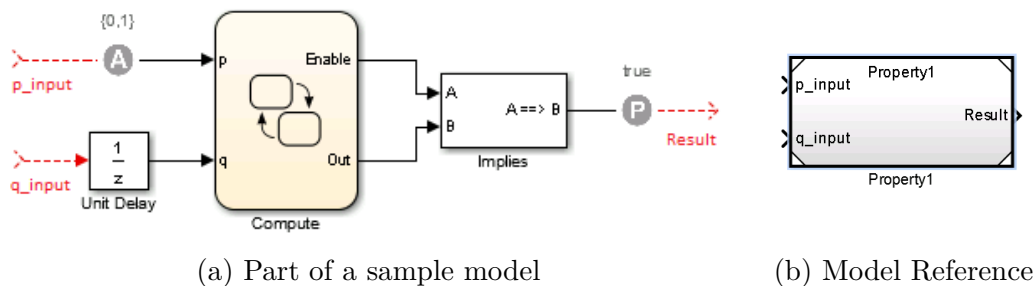 {0,1}
A
p_input
p
Enable
q_input
1
z
Unit Delay
q
Out
Compute
A
B
A==> B
Implies
true
P
Result
Property1
p_input
q_input
Result
Property1
(a) Part of a sample model
(b) Model Reference